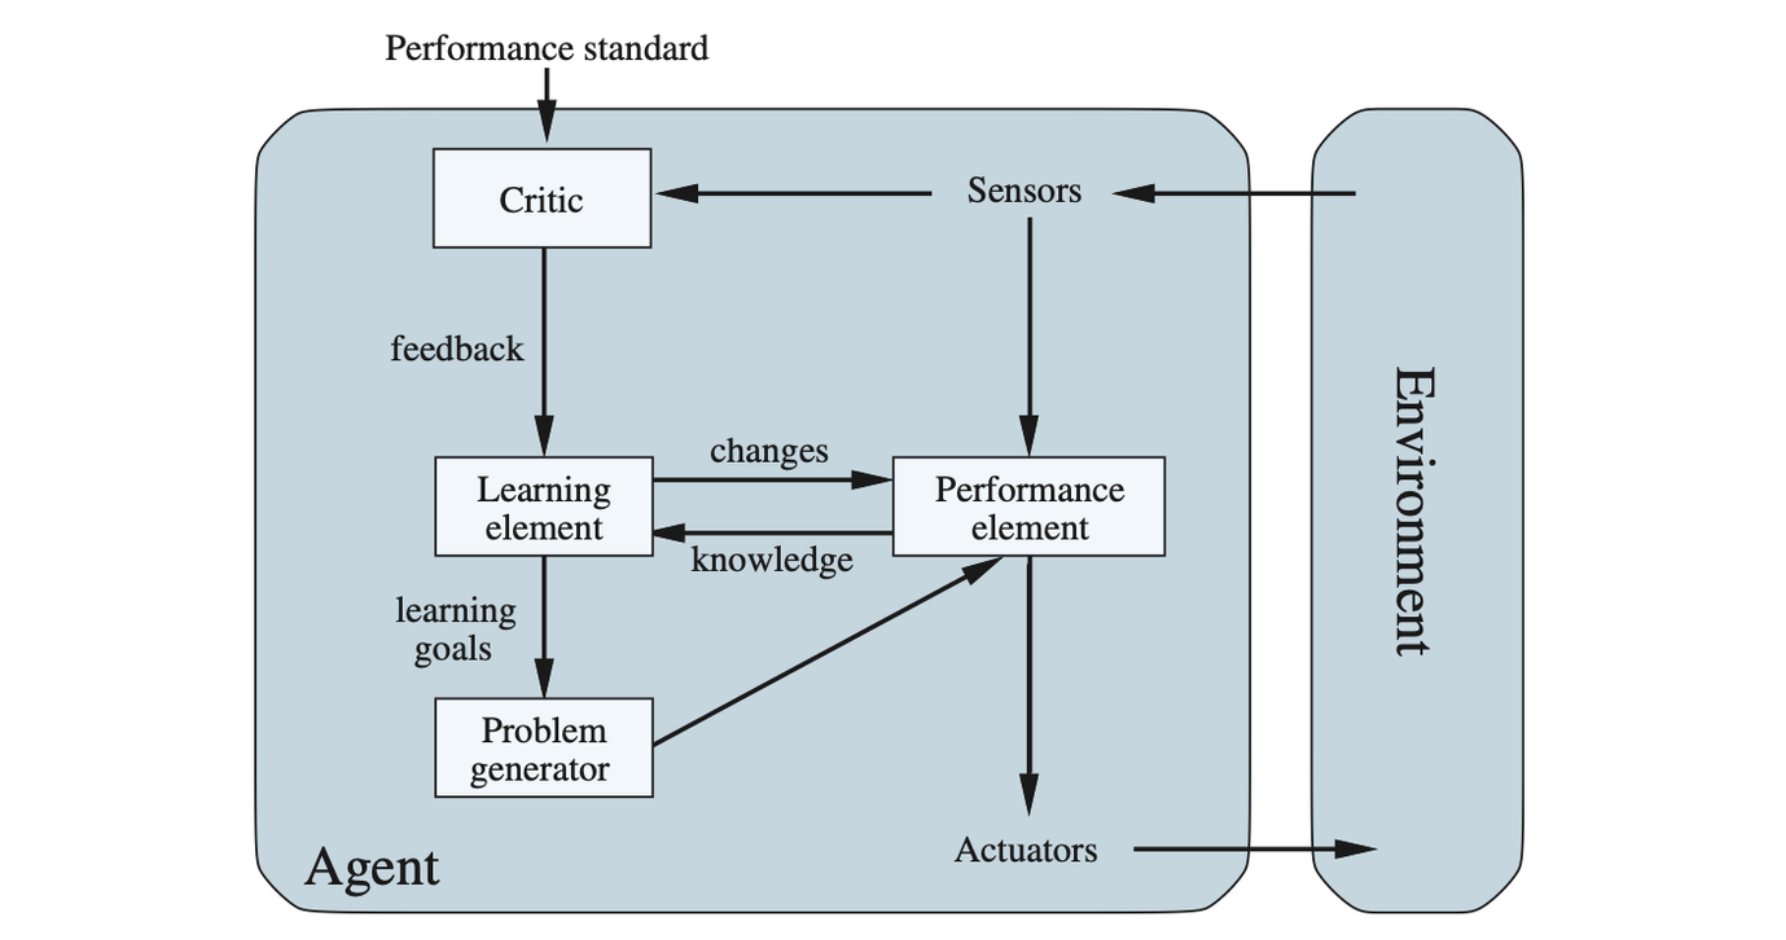 Performance standard
Critic
Sensors
feedback
changes
Learning
element
Performance
element
knowledge
learning
goals
Problem
generator
Actuators
Agent
Environment